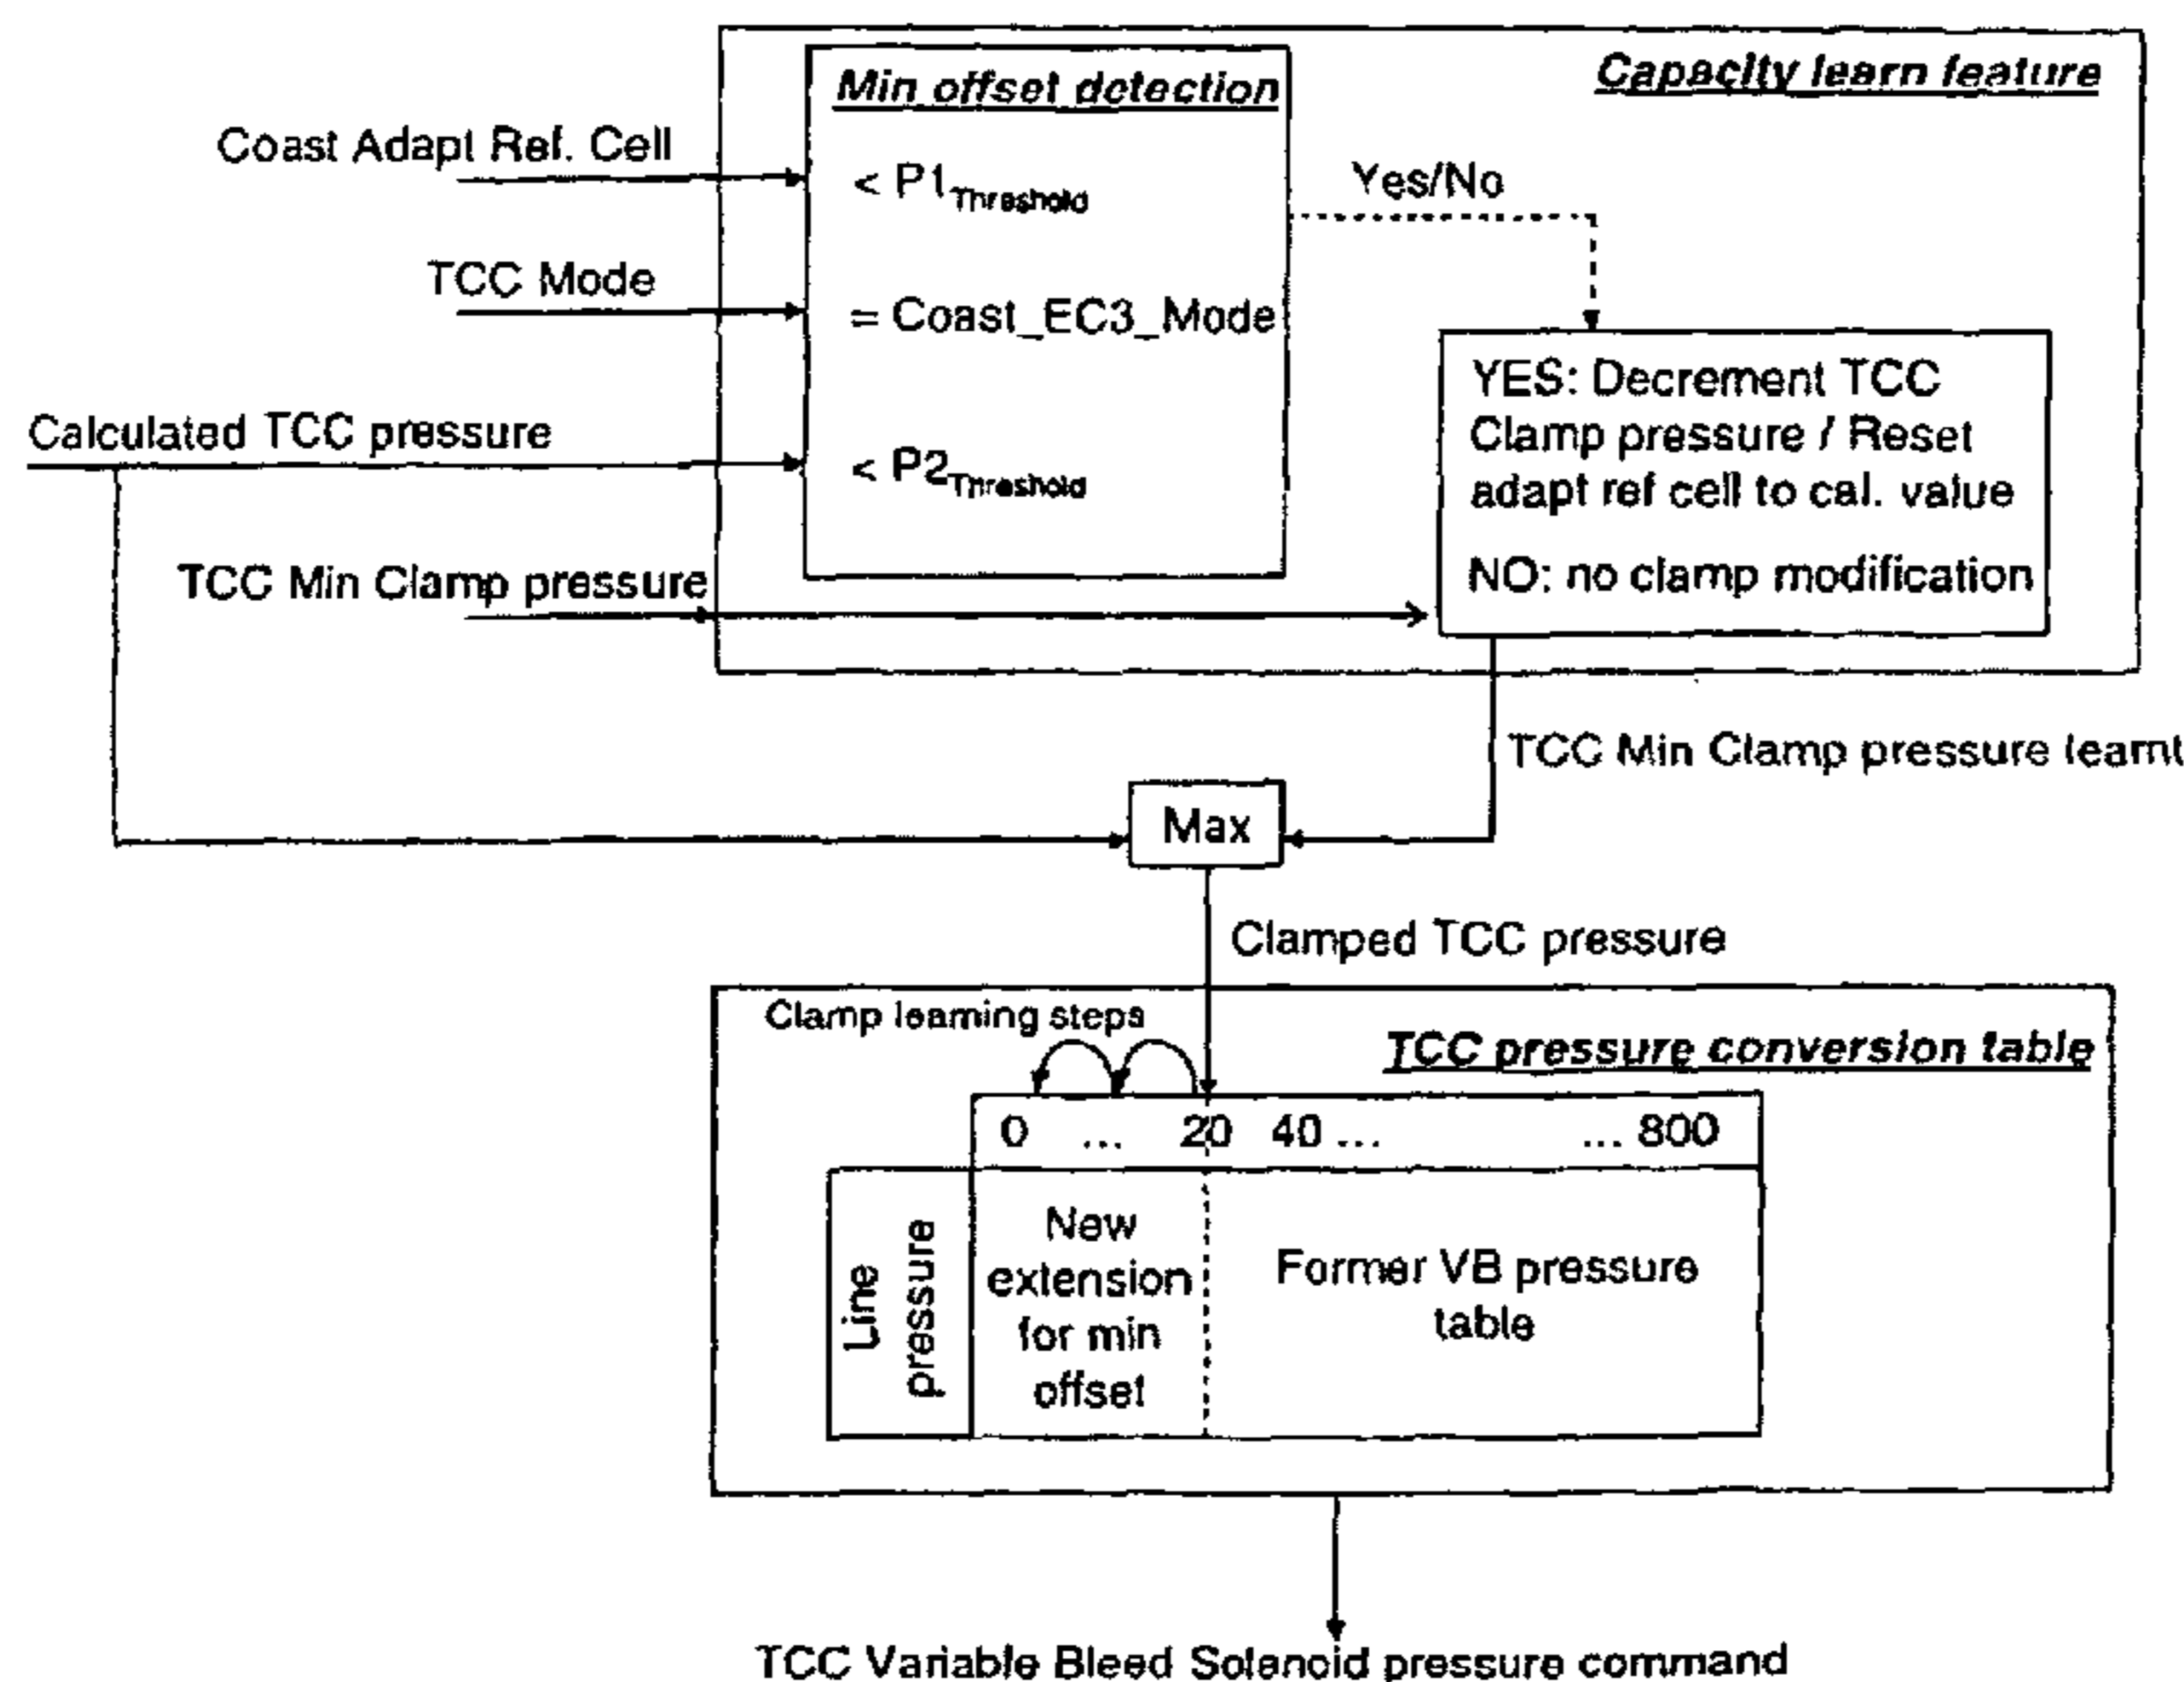 Capacity learn feature
Min offset detection
Coast Adapt Ref. Cell
< P1Threshold
Yes/No
TCC Mode
= Coast_EC3_Mode
YES: Decrement TCC
Clamp pressure / Reset
adapt ref cell to cal. value
NO: no clamp modification
Calculated TCC pressure
< P2Threshold
TCC Min Clamp pressure
TCC Min Clamp pressure learnt
Max
Clamped TCC pressure
Clamp learning steps
TCC pressure conversion table
0 ... 20 40 ... ... 800
Line
pressure
New
extension
for min
offset
Former VB pressure
table
TCC Variable Bleed Solenoid pressure command